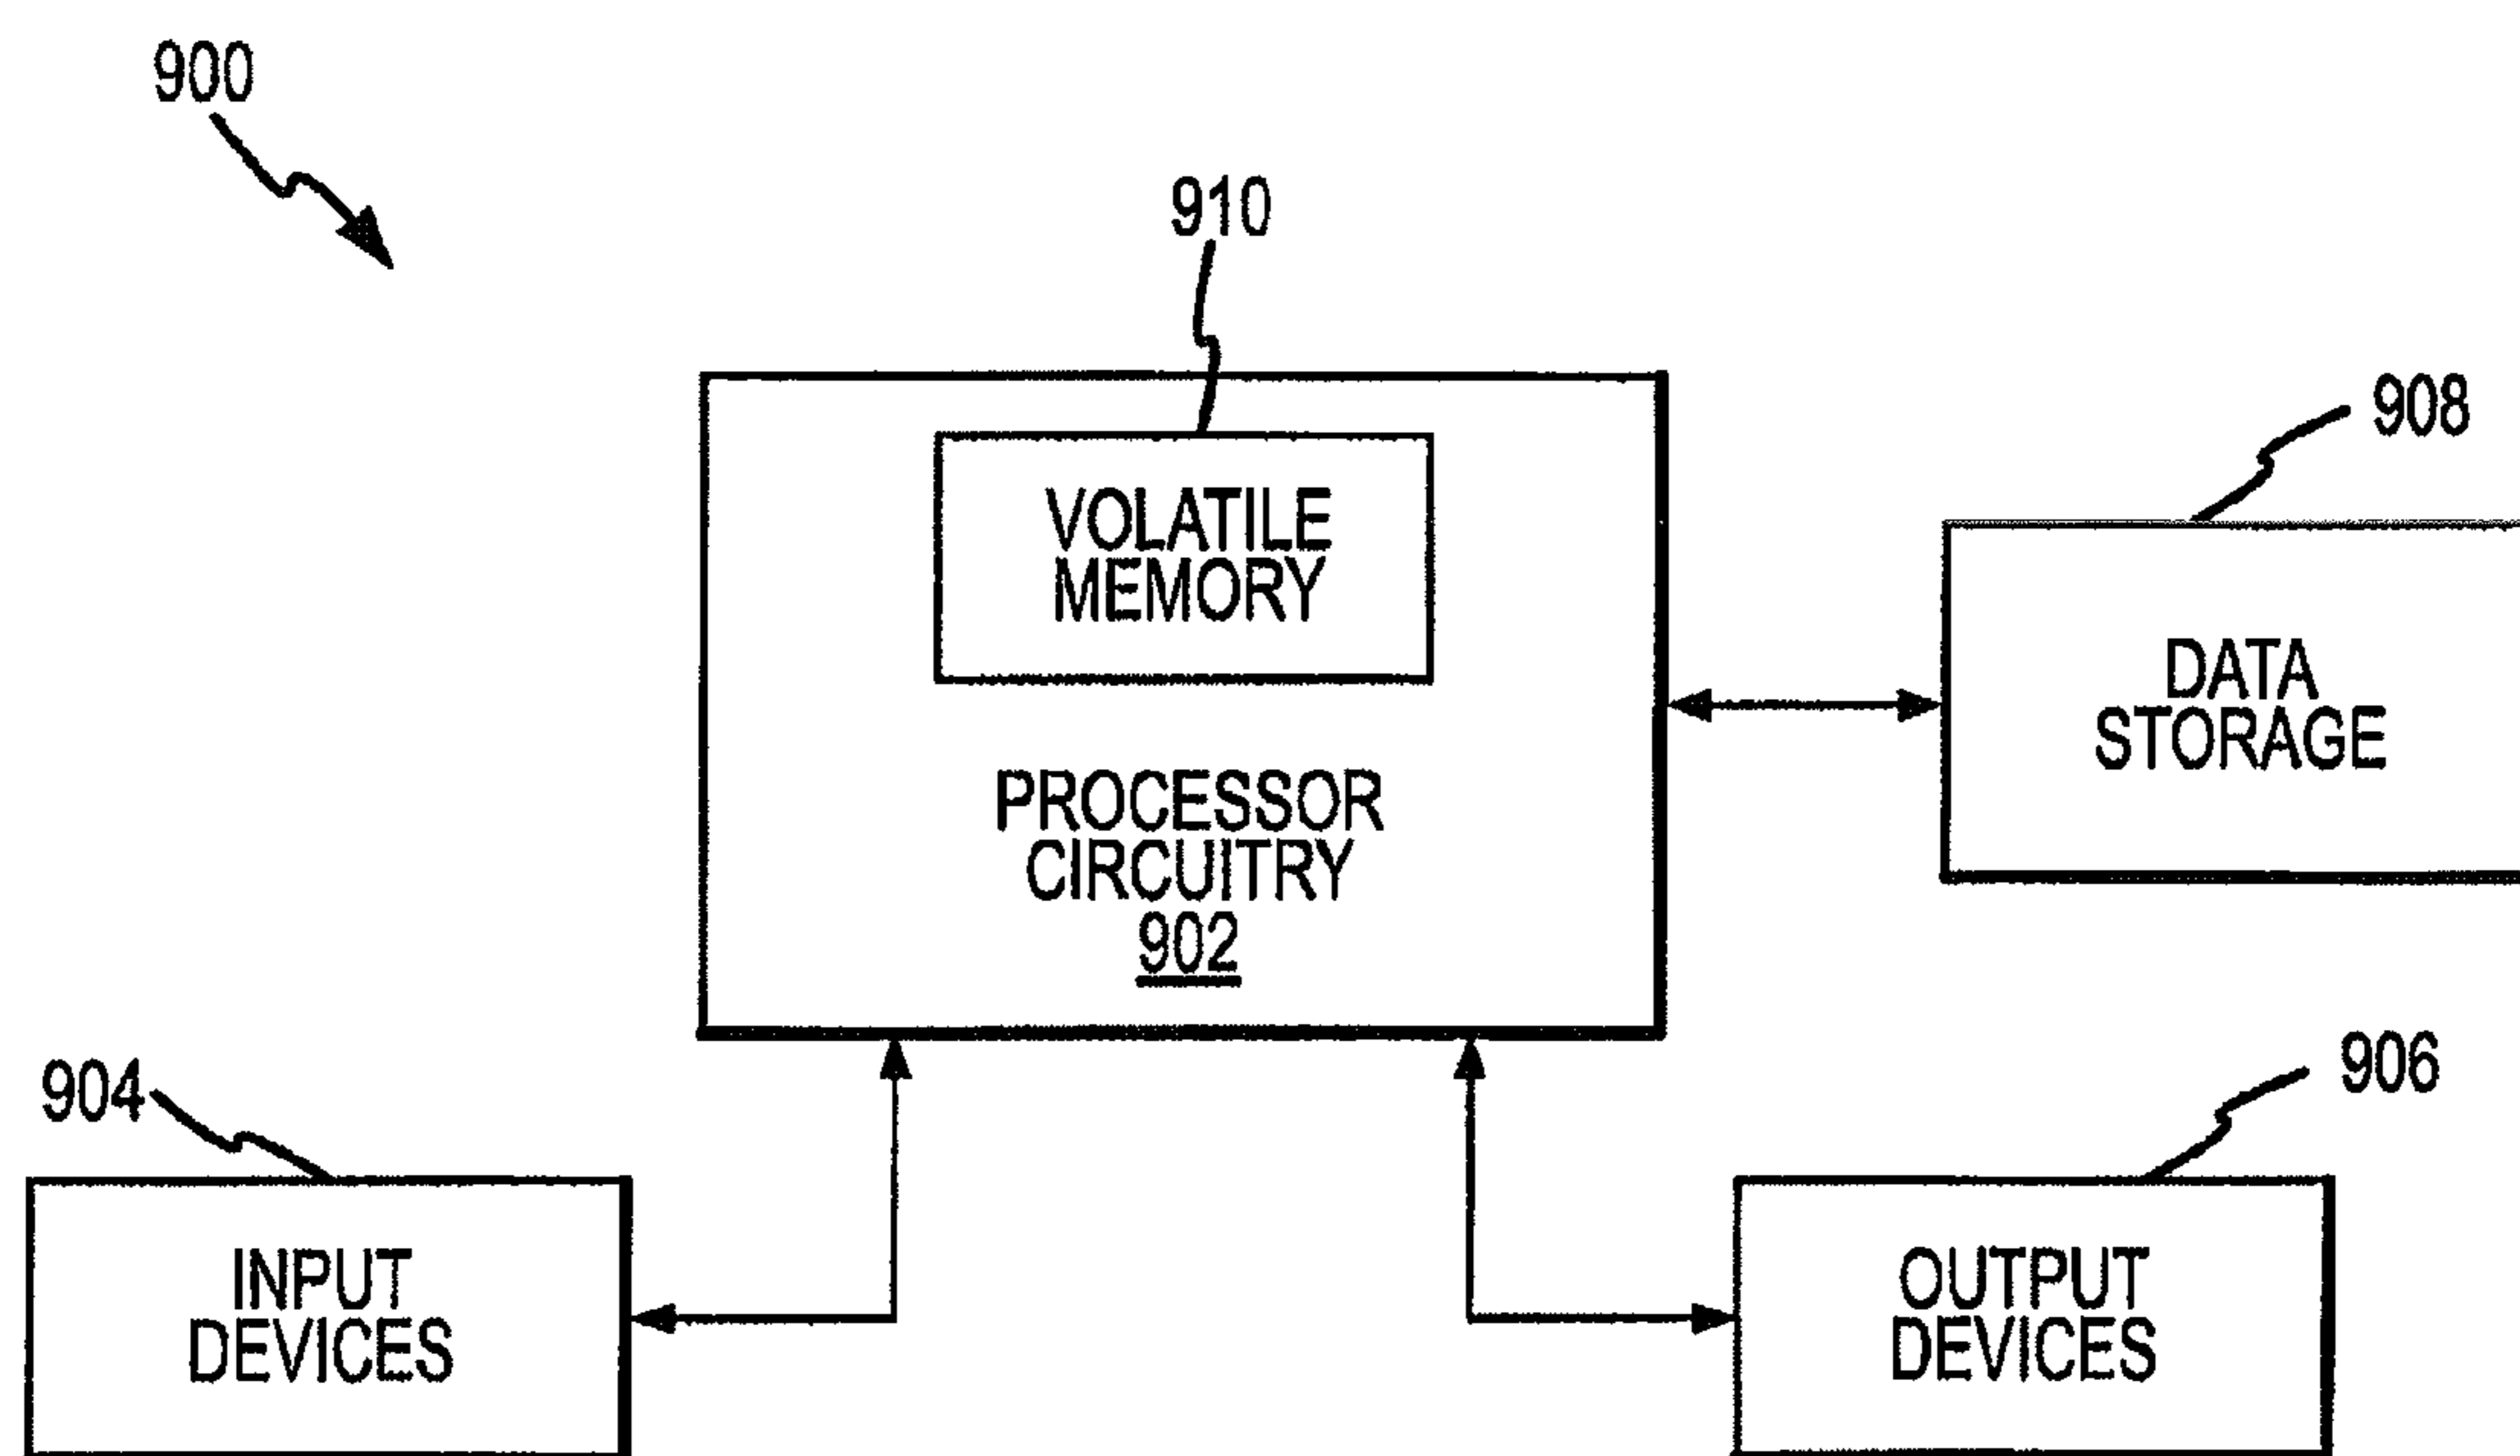 900
910
VOLATILE
MEMORY
908
DATA
STORAGE
PROCESSOR
CIRCUITRY
902
904
INPUT
DEVICES
906
OUTPUT
DEVICES